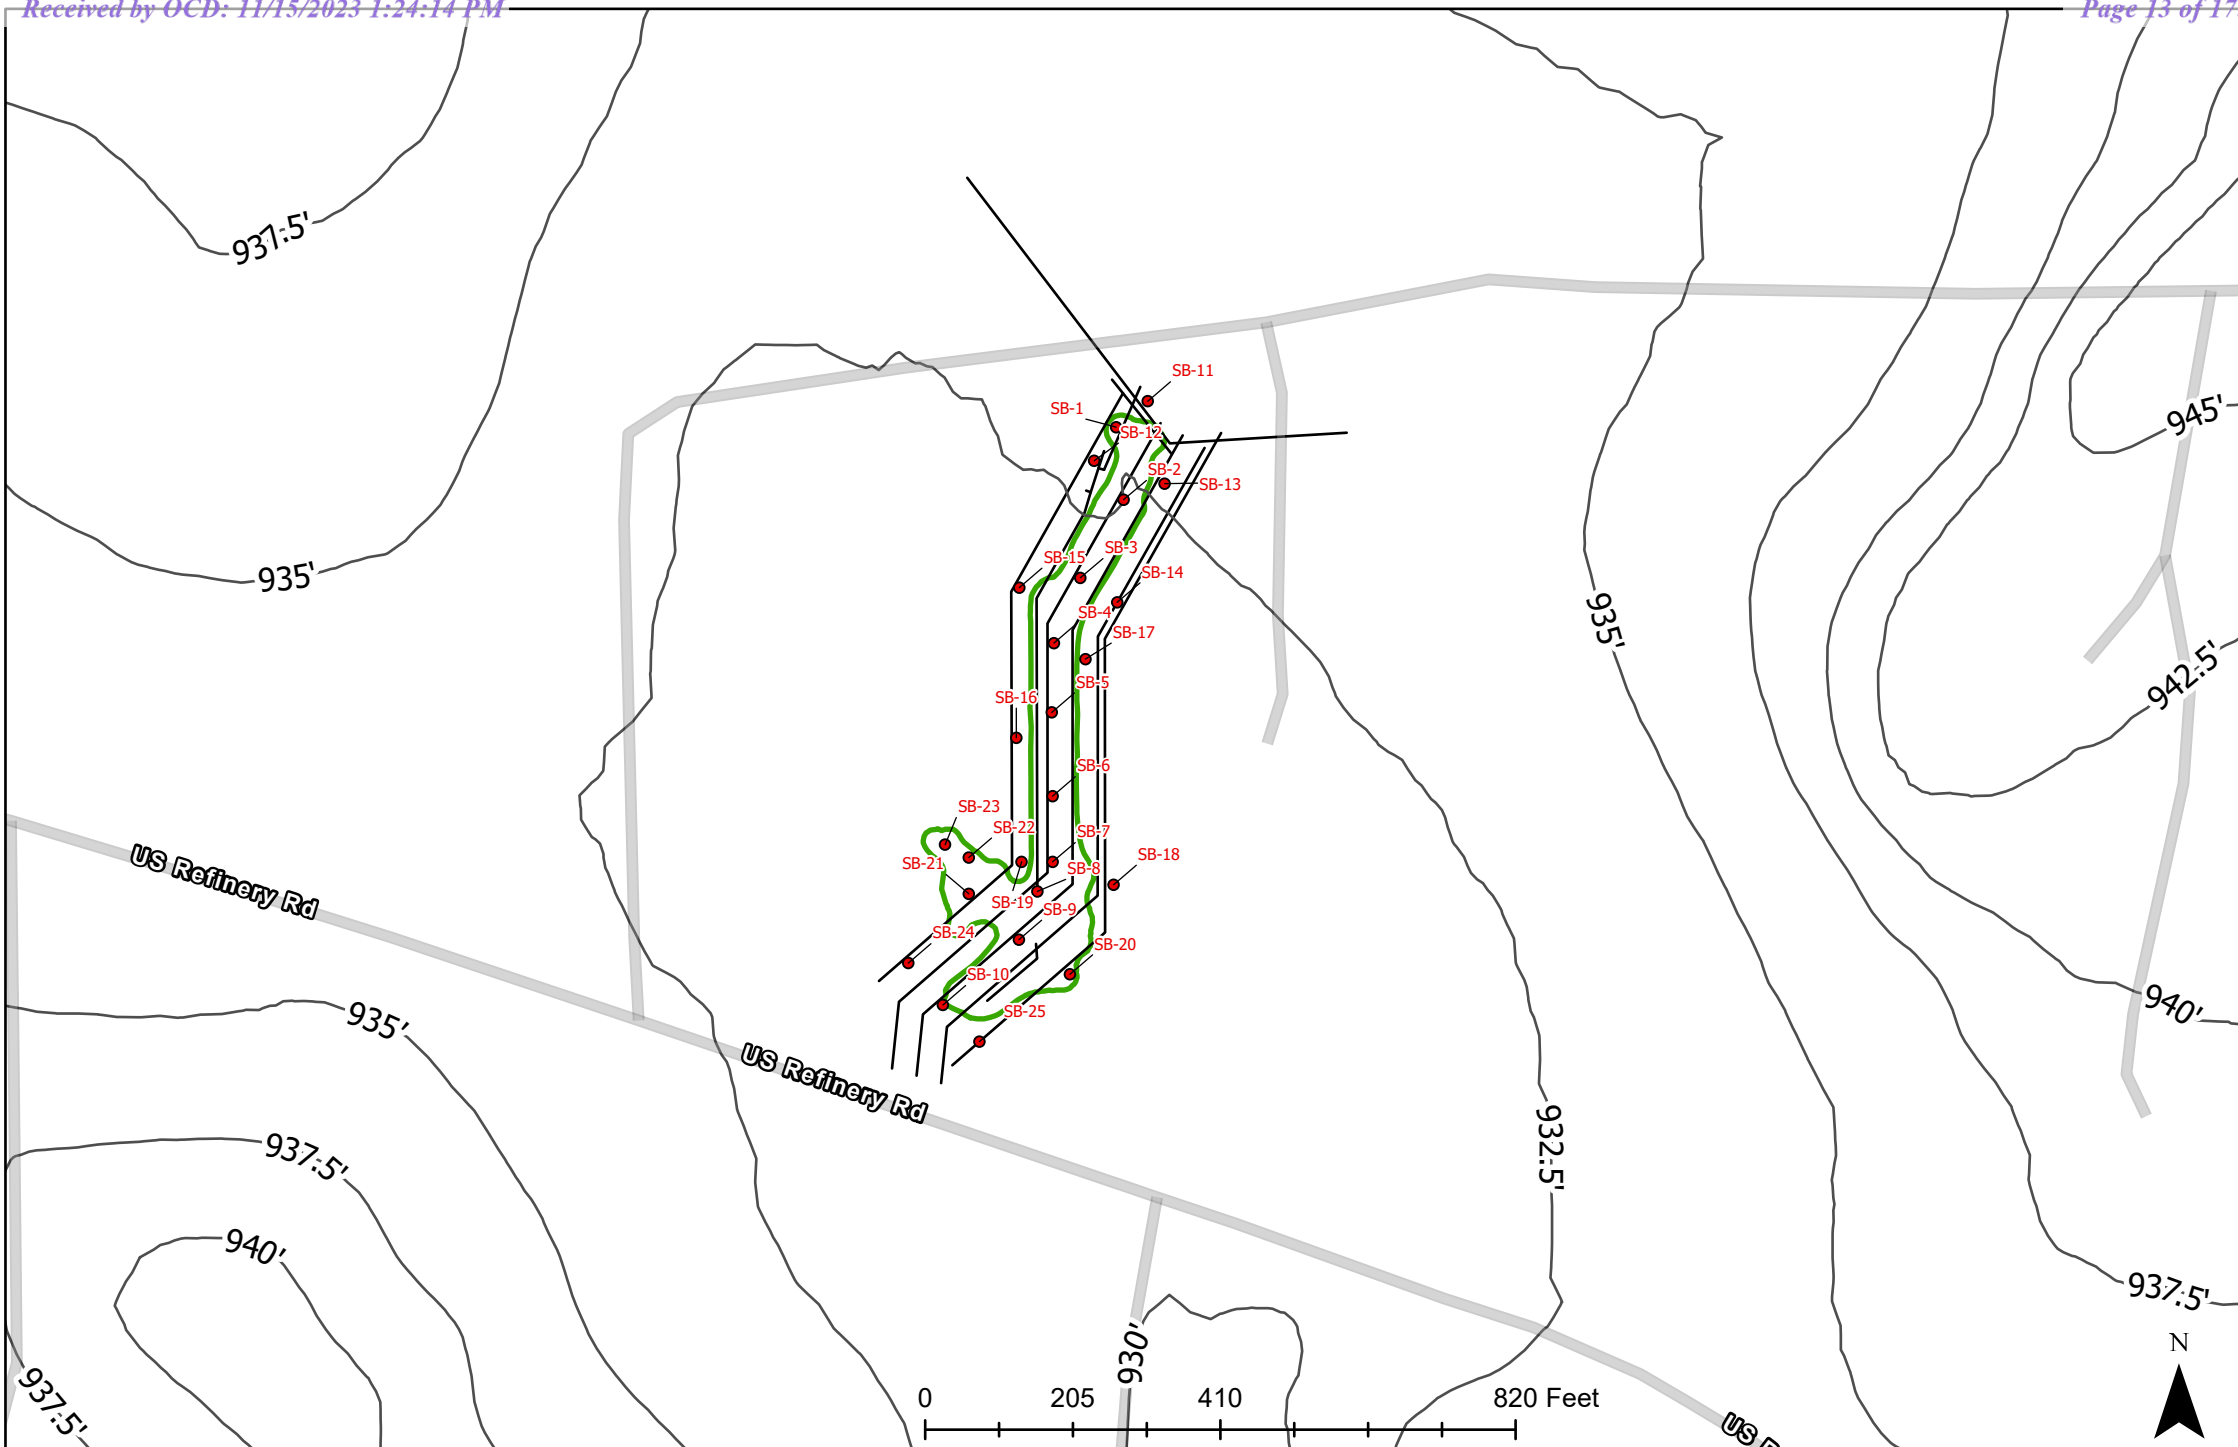 Received by OCD: 11/15/2023 1:24:14 PM
Page 13 of 17
937.5'
935'
945'
SB-11
SB-1
SB-12
SB-2
SB-13
SB-15
SB-3
SB-14
SB-4
SB-17
935'
SB-5
SB-16
942.5'
SB-6
SB-23
SB-22
SB-7
SB-21
SB-8
SB-18
US Refinery Rd
SB-19
SB-9
SB-24
SB-20
SB-10
SB-25
935'
940'
US Refinery Rd
937.5'
932.5'
940'
937.5'
930'
N
937.5'
0 205 410 820 Feet
US